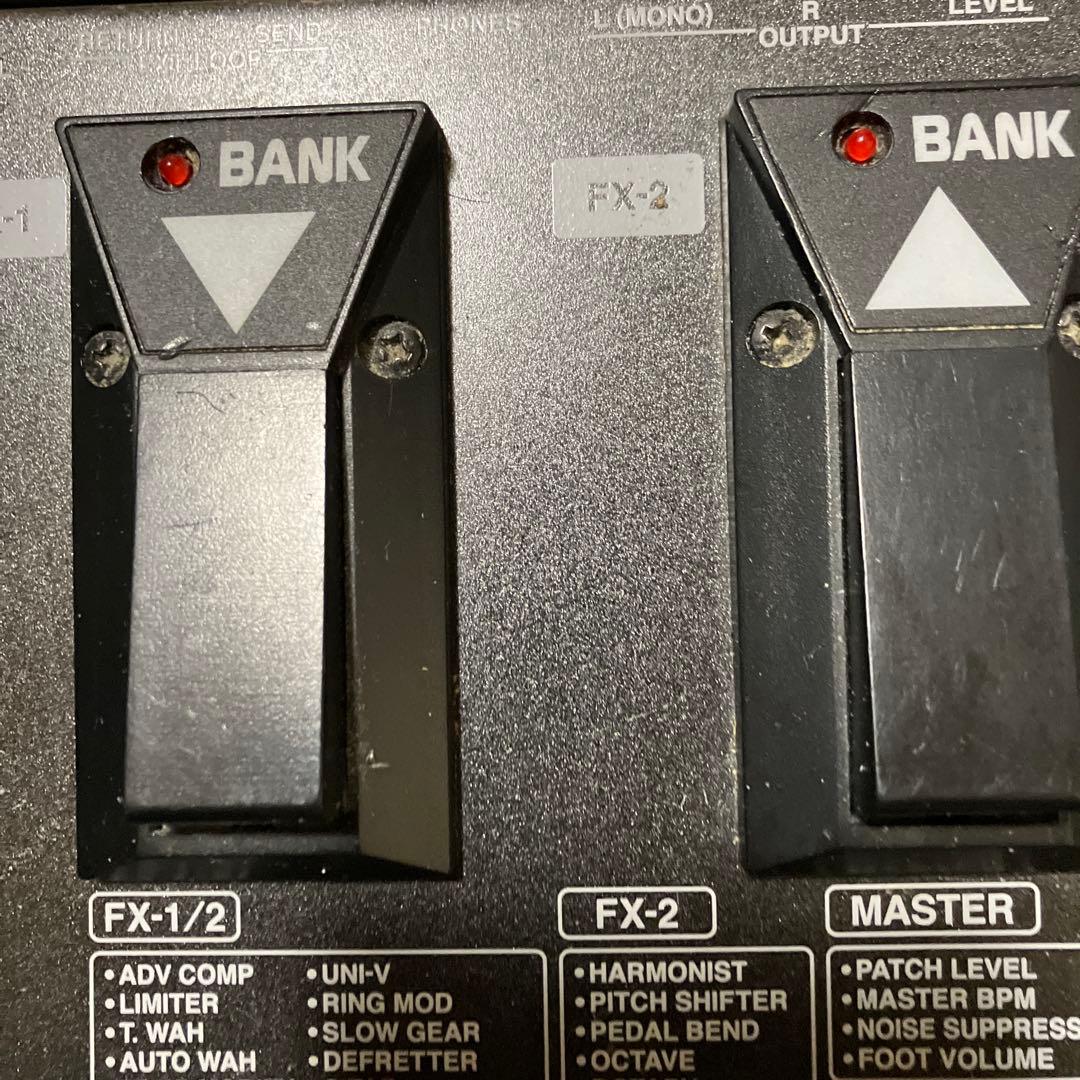 SEND
PHONES
L (MONO)
R
LEVEL
LOOP
OUTPUT
BANK
BANK
-1
FX-2
FX-1/2
FX-2
MASTER
•ADV COMP
•UNI-V
•HARMONIST
•PATCH LEVEL
•LIMITER
•RING MOD
•PITCH SHIFTER
•MASTER BPM
•T. WAH
•SLOW GEAR
•PEDAL BEND
•NOISE SUPPRESS
•AUTO WAH
•DEFRETTER
•OCTAVE
•FOOT VOLUME